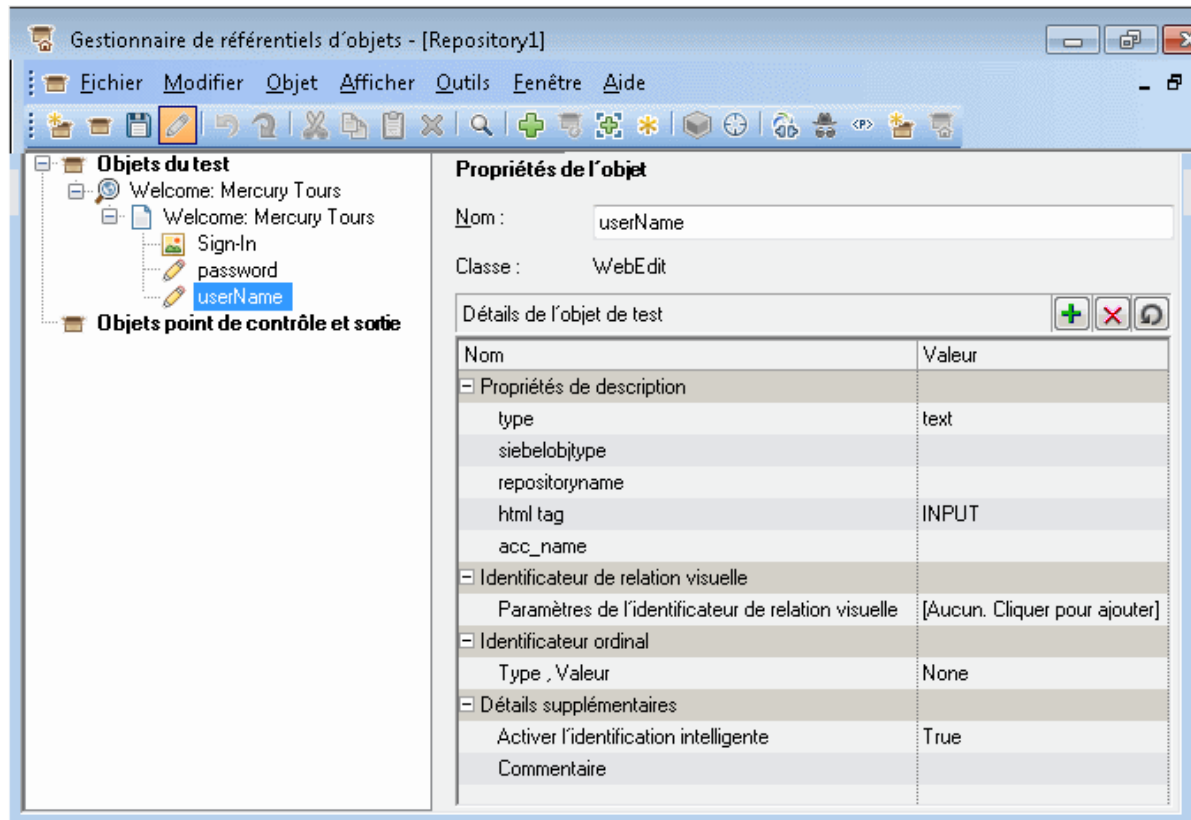 Gestionnaire de référentiels d´objets - [Repository1]
Fichier Modifier Objet Afficher Outils Fenêtre Aide
<P>
Objets du test
Welcome: Mercury Tours
Welcome: Mercury Tours
Sign-In
password
userName
Objets point de contrôle et sortie
Propriétés de l´objet
Nom : userName
Classe : WebEdit
Détails de l´objet de test
Nom Valeur
Propriétés de description
type text
siebelobjtype
repositoryname
html tag INPUT
acc_name
Identificateur de relation visuelle
Paramètres de l´identificateur de relation visuelle [Aucun. Cliquer pour ajouter]
Identificateur ordinal
Type , Valeur None
Détails supplémentaires
Activer l´identification intelligente True
Commentaire